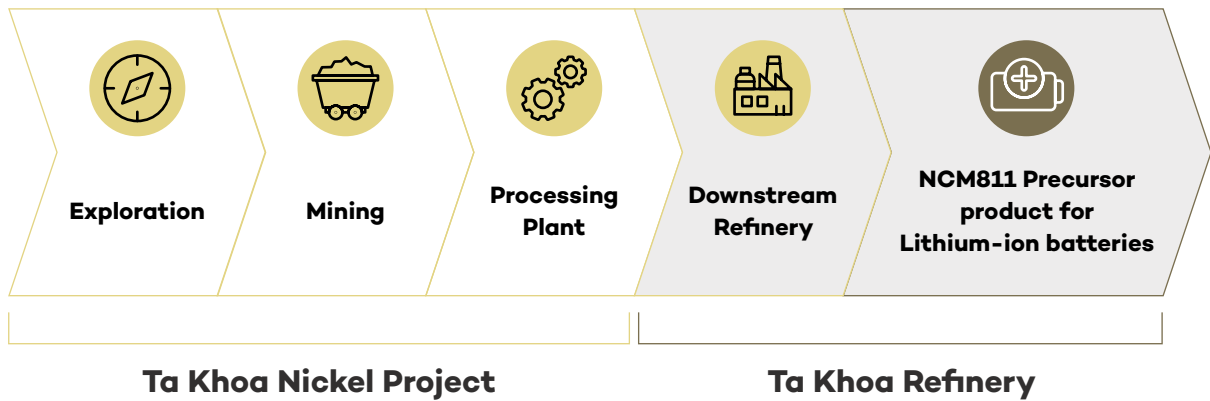 Exploration
Mining
Processing
Plant
Downstream
Refinery
NCM811 Precursor
product for
Lithium-ion batteries
Ta Khoa Nickel Project
Ta Khoa Refinery